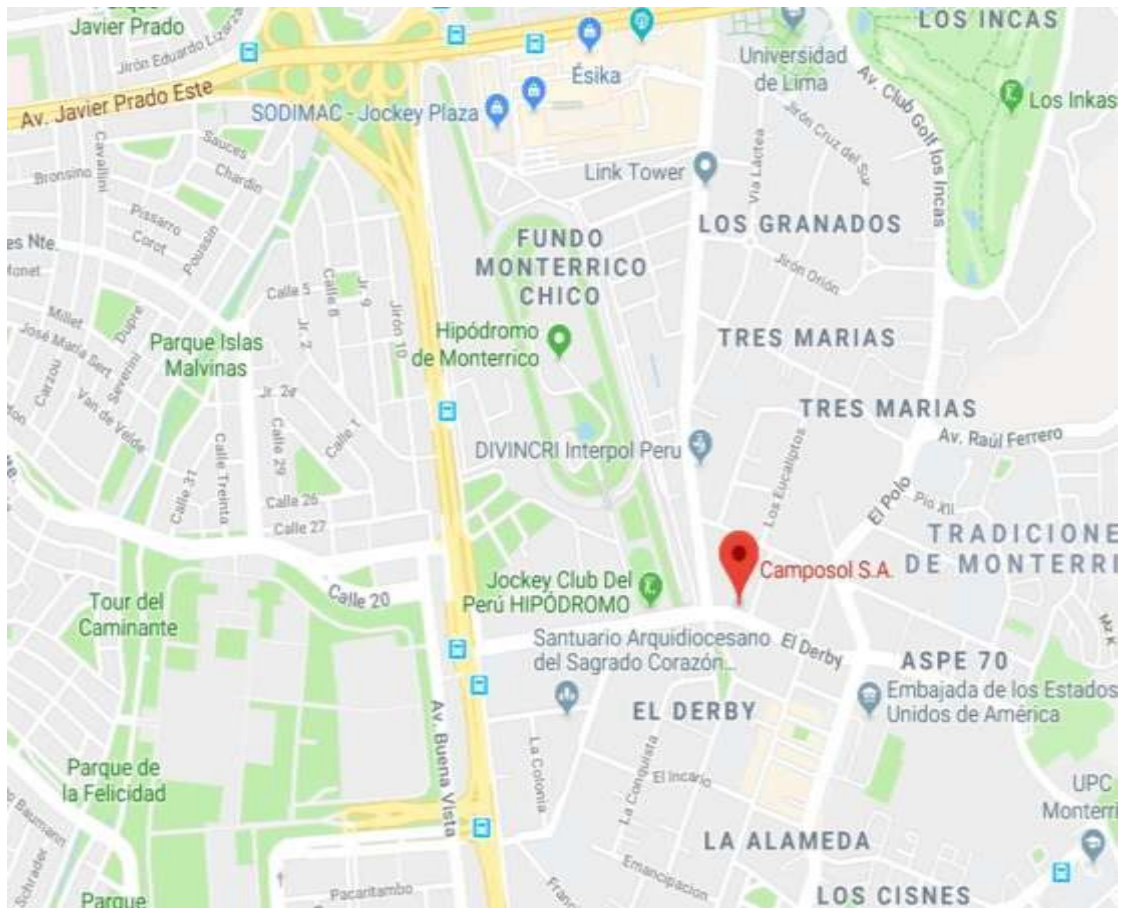 Javier Prado
Jirón Eduardo Lizar
Av. Javier Prado Este
SODIMAC - Jockey Plaza
Ésika
Universidad
de Lima
LOS INCAS
Av. Club Golf los Incas
Los Inkas
Jirón Cruz del Sur
Vía Láctea
Link Tower
LOS GRANADOS
Jirón Orión
Cavallini
Bronsino
Sauces
Chardin
Pissarro
Corot
Poussin
es Nte.
Monet
FUNDO
MONTERRICO
CHICO
Calle 5
Calle 8
Jr. 9
Jirón 10
Jr. 2
Millet
Dupre
José María Sert
Severini
Carzou
Van de Velde
Parque Islas
Malvinas
Hipódromo
de Monterrico
TRES MARIAS
TRES MARIAS
Av. Raúl Ferrero
Jr. 24
Calle 1
Calle 29
Calle Treinta
Calle 31
Calle 26
Calle 27
DIVINCRI Interpol Peru
Los Eucaliptos
El Polo
Pio XII
TRADICIONE
DE MONTERRI
Camposol S.A.
Calle 20
Jockey Club Del
Perú HIPÓDROMO
Tour del
Caminante
Santuario Arquidiocesano
del Sagrado Corazón...
El Derby
ASPE 70
Embajada de los Estados
Unidos de América
EL DERBY
Av. Buena Vista
La Colonia
La Conquista
El Incario
Parque de
la Felicidad
Baumann
Schrader
UPC
Monterri
LA ALAMEDA
Emancipacion
Fran
Pacaritambo
Parque
LOS CISNES